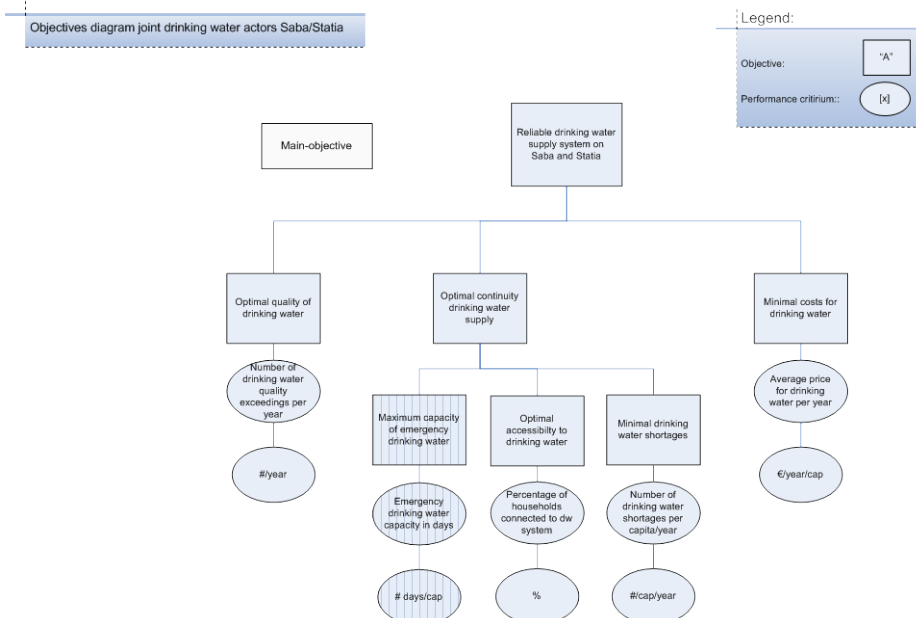 Objectives diagram joint drinking water actors Saba/Statia
Legend:
Objective:
"A"
Performance critirium::
[x]
Main-objective
Reliable drinking water
supply system on
Saba and Statia
Optimal quality of
drinking water
Optimal continuity
drinking water
supply
Minimal costs for
drinking water
Number of
drinking water
quality
exceedings per
year
Average price
for drinking
water per year
Maximum capacity
of emergency
drinking water
Optimal
accessibilty to
drinking water
Minimal drinking
water shortages
#/year
€/year/cap
Emergency
drinking water
capacity in days
Percentage of
households
connected to dw
system
Number of
drinking water
shortages per
capita/year
# days/cap
%
#/cap/year